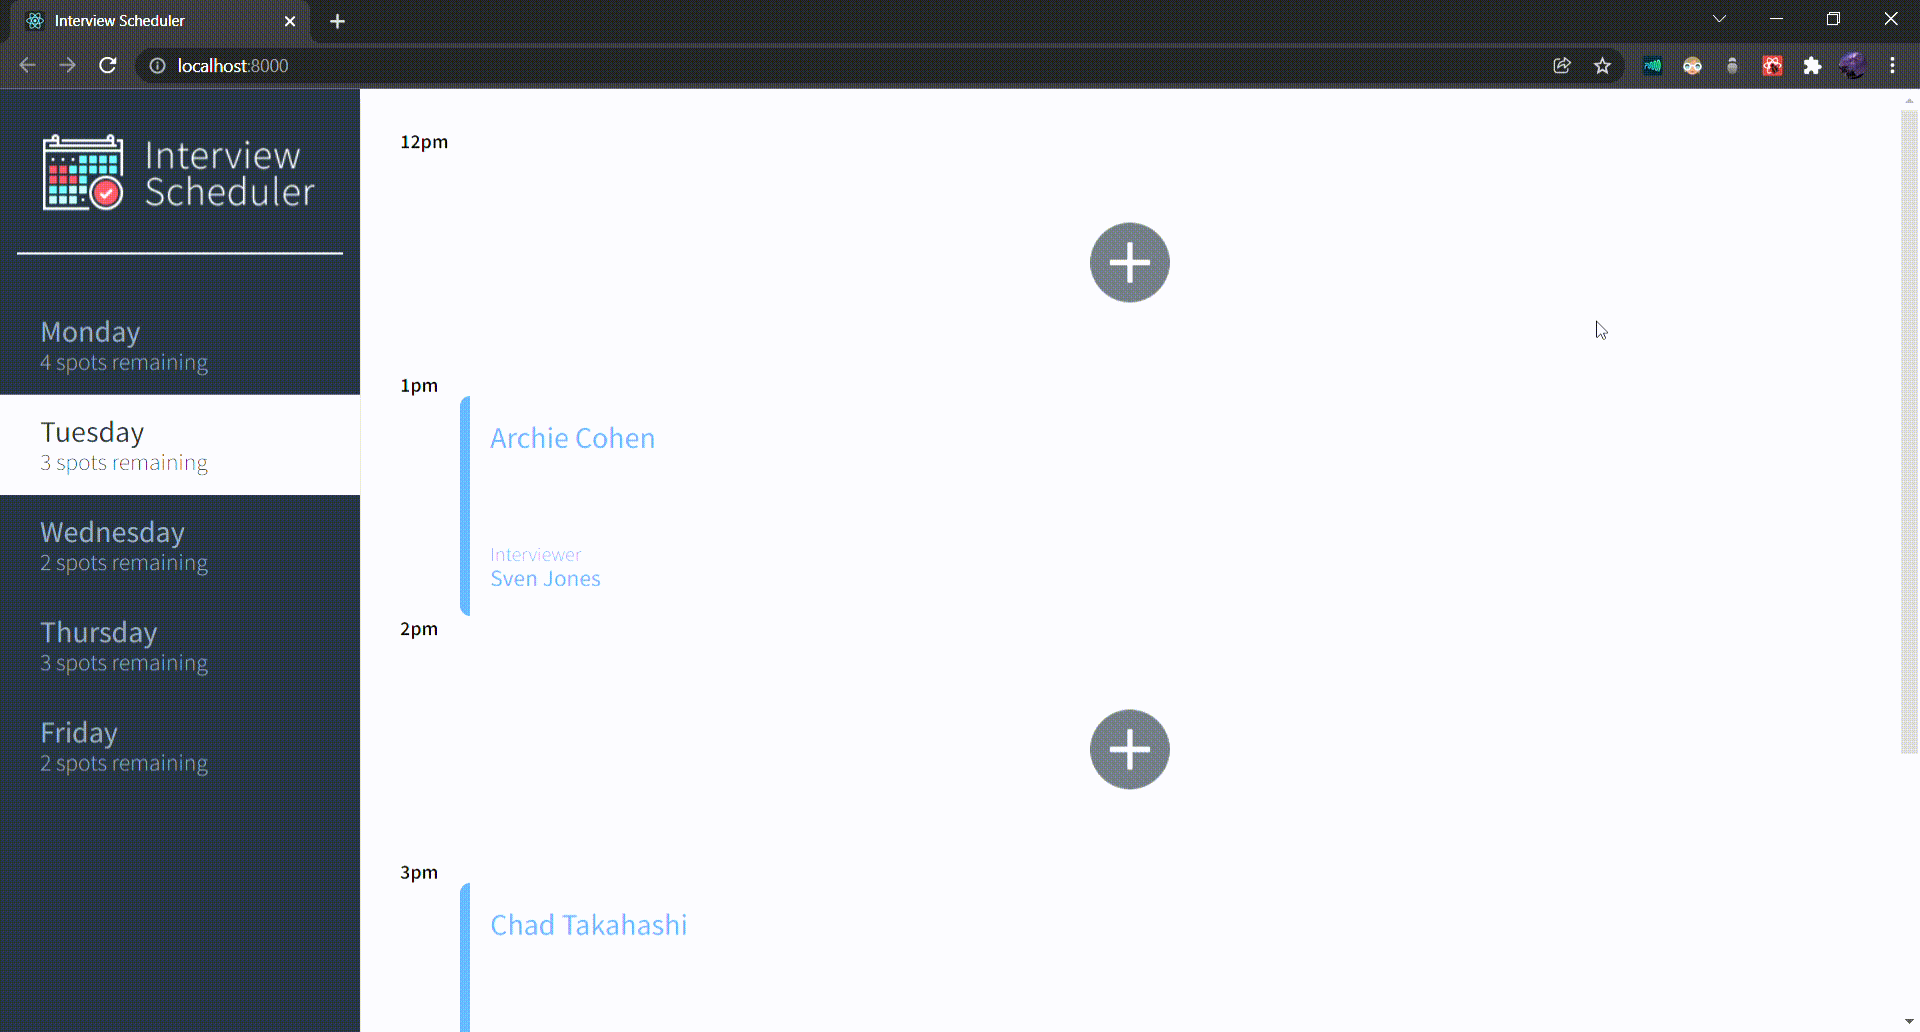 Interview Scheduler
localhost:8000
Interview
Scheduler
Monday
4 spots remaining
Tuesday
3 spots remaining
Wednesday
2 spots remaining
Thursday
3 spots remaining
Friday
2 spots remaining
12pm
1pm
Archie Cohen
Interviewer
Sven Jones
2pm
3pm
Chad Takahashi